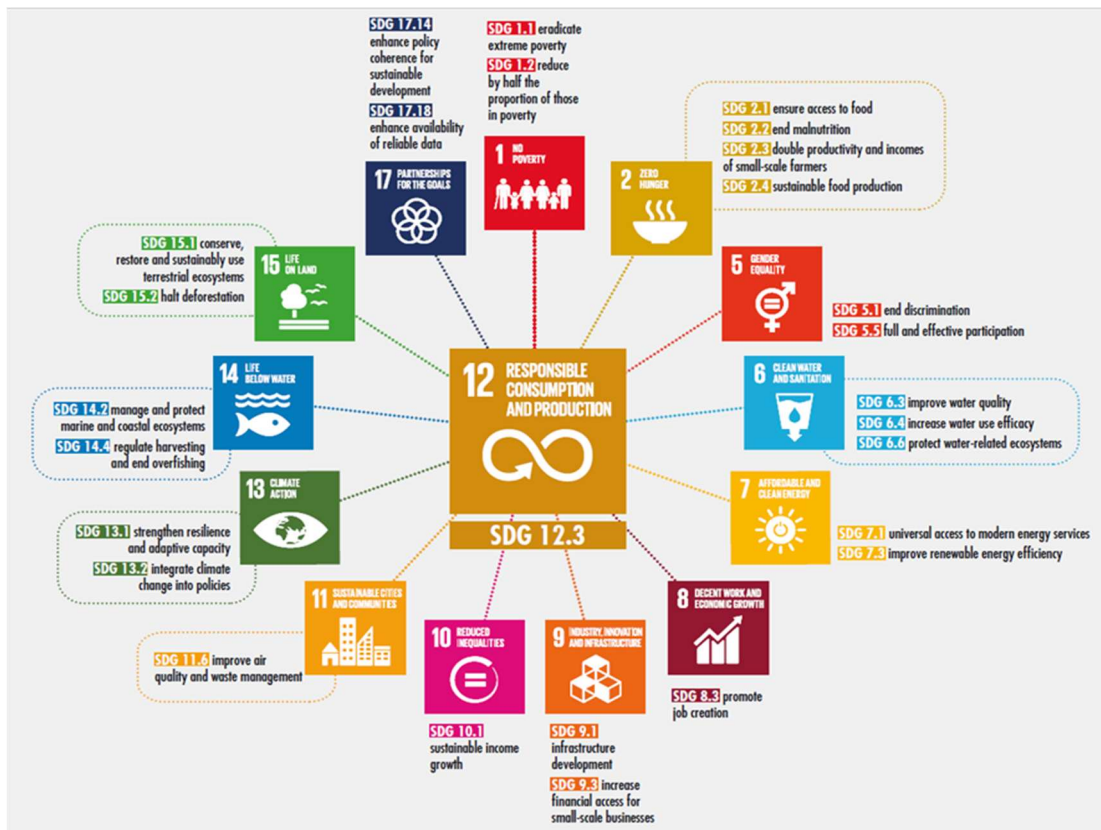 SDG 17.14
enhance policy
coherence for
sustainable
development
SDG 17.18
enhance availability
of reliable data
17 PARTNERSHIPS
FOR THE GOALS
SDG 1.1 eradicate
extreme poverty
SDG 1.2 reduce
by half the
proportion of those
in poverty
1 NO
POVERTY
SDG 2.1 ensure access to food
SDG 2.2 end malnutrition
SDG 2.3 double productivity and incomes
of small-scale farmers
SDG 2.4 sustainable food production
2 ZERO
HUNGER
5 GENDER
EQUALITY
SDG 5.1 end discrimination
SDG 5.5 full and effective participation
6 CLEAN WATER
AND SANITATION
SDG 6.3 improve water quality
SDG 6.4 increase water use efficacy
SDG 6.6 protect water-related ecosystems
7 AFFORDABLE AND
CLEAN ENERGY
SDG 7.1 universal access to modern energy services
SDG 7.3 improve renewable energy efficiency
8 DECENT WORK AND
ECONOMIC GROWTH
SDG 8.3 promote
job creation
9 INDUSTRY, INNOVATION
AND INFRASTRUCTURE
SDG 9.1
infrastructure
development
SDG 9.3 increase
financial access for
small-scale businesses
10 REDUCED
INEQUALITIES
SDG 10.1
sustainable income
growth
11 SUSTAINABLE CITIES
AND COMMUNITIES
SDG 11.6 improve air
quality and waste management
13 CLIMATE
ACTION
SDG 13.1 strengthen resilience
and adaptive capacity
SDG 13.2 integrate climate
change into policies
14 LIFE
BELOW WATER
SDG 14.2 manage and protect
marine and coastal ecosystems
SDG 14.4 regulate harvesting
and end overfishing
15 LIFE
ON LAND
SDG 15.1 conserve,
restore and sustainably use
terrestrial ecosystems
SDG 15.2 halt deforestation
12 RESPONSIBLE
CONSUMPTION
AND PRODUCTION
SDG 12.3